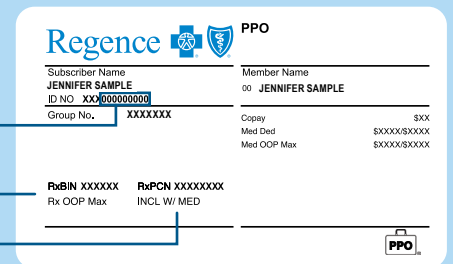 Regence
PPO
Subscriber Name
JENNIFER SAMPLE
ID NO XXX000000000
Group No. XXXXXXX
Member Name
00 JENNIFER SAMPLE
Copay $XX
Med Ded $XXXX/$XXXX
Med OOP Max $XXXX/$XXXX
RxBIN XXXXXX RxPCN XXXXXXXX
Rx OOP Max INCL W/ MED
PPO